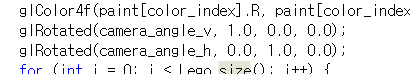 glColor4f(paint[color_index].R, paint[color_index
glRotated(camera_angle_v, 1.0, 0.0, 0.0);
glRotated(camera_angle_h, 0.0, 1.0, 0.0);
for (int i = 0; i < Lego.size(); i++) {